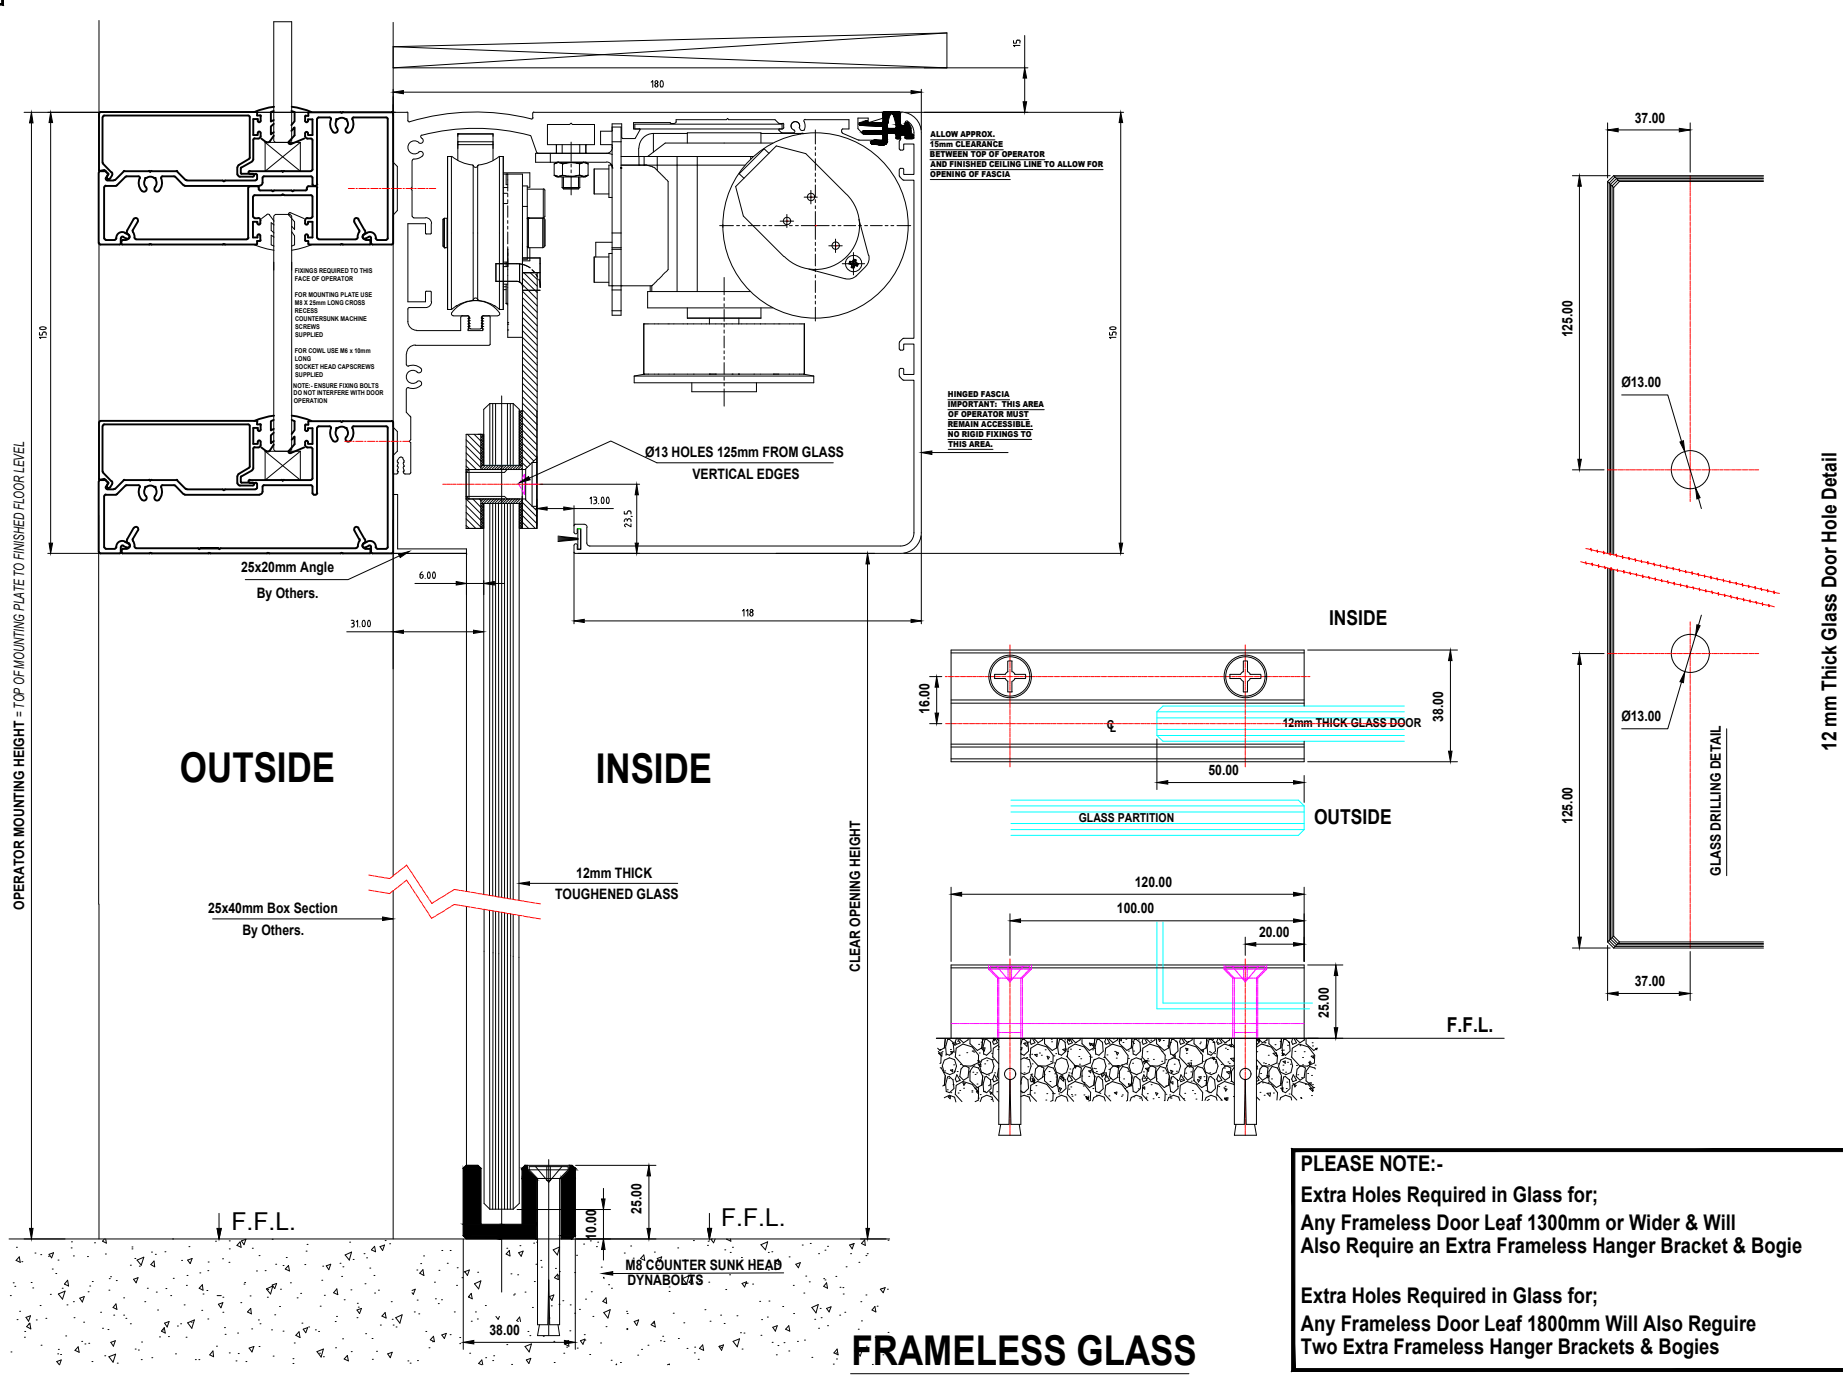 15
180
ALLOW APPROX.
15mm CLEARANCE
BETWEEN TOP OF OPERATOR
AND FINISHED CEILING LINE TO ALLOW FOR
OPENING OF FASCIA
FIXINGS REQUIRED TO THIS
FACE OF OPERATOR
FOR MOUNTING PLATE USE
M8 X 25mm LONG CROSS
RECESS
COUNTERSUNK MACHINE
SCREWS
SUPPLIED
FOR COWL USE M6 x 10mm
LONG
SOCKET HEAD CAPSCREWS
SUPPLIED
NOTE:- ENSURE FIXING BOLTS
DO NOT INTERFERE WITH DOOR
OPERATION
150
150
HINGED FASCIA
IMPORTANT: THIS AREA
OF OPERATOR MUST
REMAIN ACCESSIBLE.
NO RIGID FIXINGS TO
THIS AREA.
Ø13 HOLES 125mm FROM GLASS
VERTICAL EDGES
13.00
23,5
25x20mm Angle
By Others.
6.00
31.00
118
OPERATOR MOUNTING HEIGHT = TOP OF MOUNTING PLATE TO FINISHED FLOOR LEVEL
OUTSIDE
INSIDE
CLEAR OPENING HEIGHT
12mm THICK
TOUGHENED GLASS
25x40mm Box Section
By Others.
F.F.L.
F.F.L.
25.00
10.00
M8 COUNTER SUNK HEAD
DYNABOLTS
38.00
FRAMELESS GLASS
INSIDE
16.00
38.00
℄
12mm THICK GLASS DOOR
50.00
GLASS PARTITION
OUTSIDE
120.00
100.00
20.00
25.00
F.F.L.
37.00
125.00
Ø13.00
Ø13.00
125.00
37.00
GLASS DRILLING DETAIL
12 mm Thick Glass Door Hole Detail
PLEASE NOTE:-
Extra Holes Required in Glass for;
Any Frameless Door Leaf 1300mm or Wider & Will
Also Require an Extra Frameless Hanger Bracket & Bogie
Extra Holes Required in Glass for;
Any Frameless Door Leaf 1800mm Will Also Reguire
Two Extra Frameless Hanger Brackets & Bogies